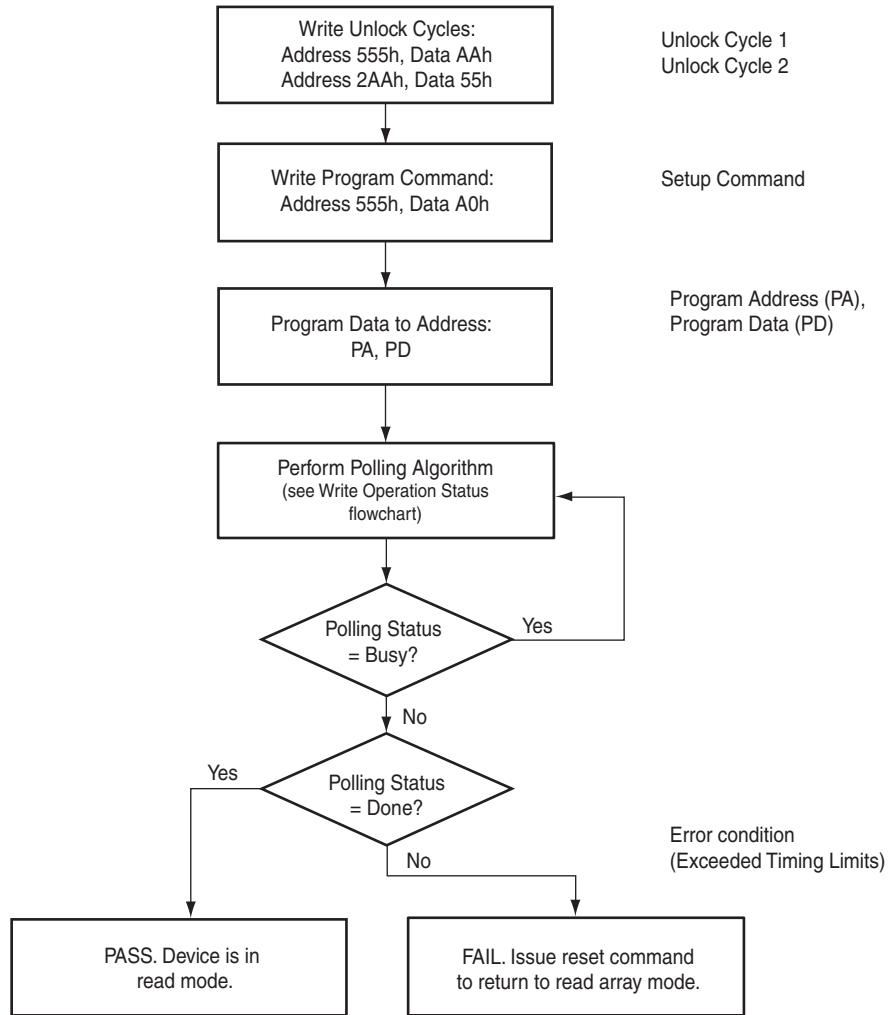 Write Unlock Cycles:
Address 555h, Data AAh
Address 2AAh, Data 55h
Unlock Cycle 1
Unlock Cycle 2
Write Program Command:
Address 555h, Data A0h
Setup Command
Program Data to Address:
PA, PD
Program Address (PA),
Program Data (PD)
Perform Polling Algorithm
(see Write Operation Status
flowchart)
Polling Status
= Busy?
Yes
No
Polling Status
= Done?
Yes
No
Error condition
(Exceeded Timing Limits)
PASS. Device is in
read mode.
FAIL. Issue reset command
to return to read array mode.